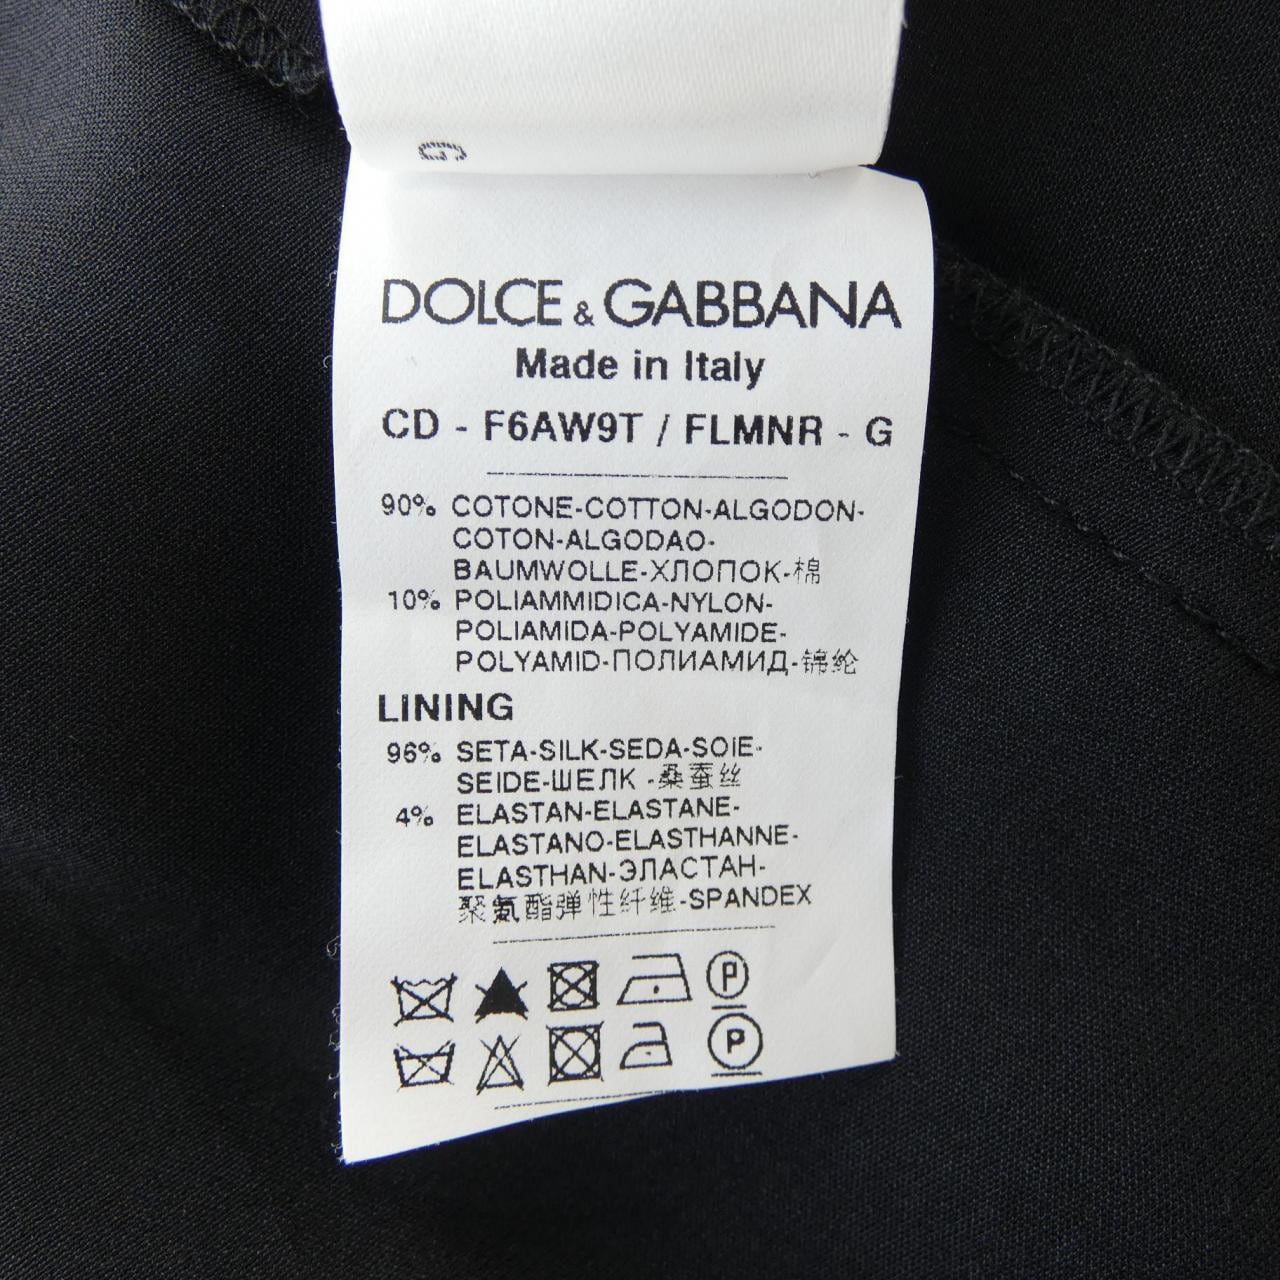 G
DOLCE & GABBANA
Made in Italy
CD - F6AW9T / FLMNR - G
90% COTONE-COTTON-ALGODON-
COTON-ALGODAO-
BAUMWOLLE-ХЛОПОК-棉
10% POLIAMMIDICA-NYLON-
POLIAMIDA-POLYAMIDE-
POLYAMID-ПОЛИАМИД-锦纶
LINING
96% SETA-SILK-SEDA-SOIE-
SEIDE-ШЕЛК -桑蚕丝
4% ELASTAN-ELASTANE-
ELASTANO-ELASTHANNE-
ELASTHAN-ЭЛАСТАН-
聚氨酯弹性纤维-SPANDEX
P
P